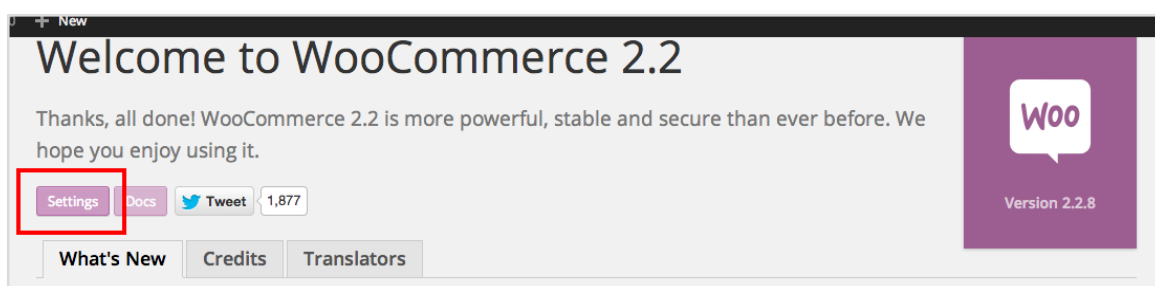 New
Welcome to WooCommerce 2.2
Thanks, all done! WooCommerce 2.2 is more powerful, stable and secure than ever before. We
hope you enjoy using it.
Woo
Version 2.2.8
Settings Docs Tweet 1,877
What's New Credits Translators